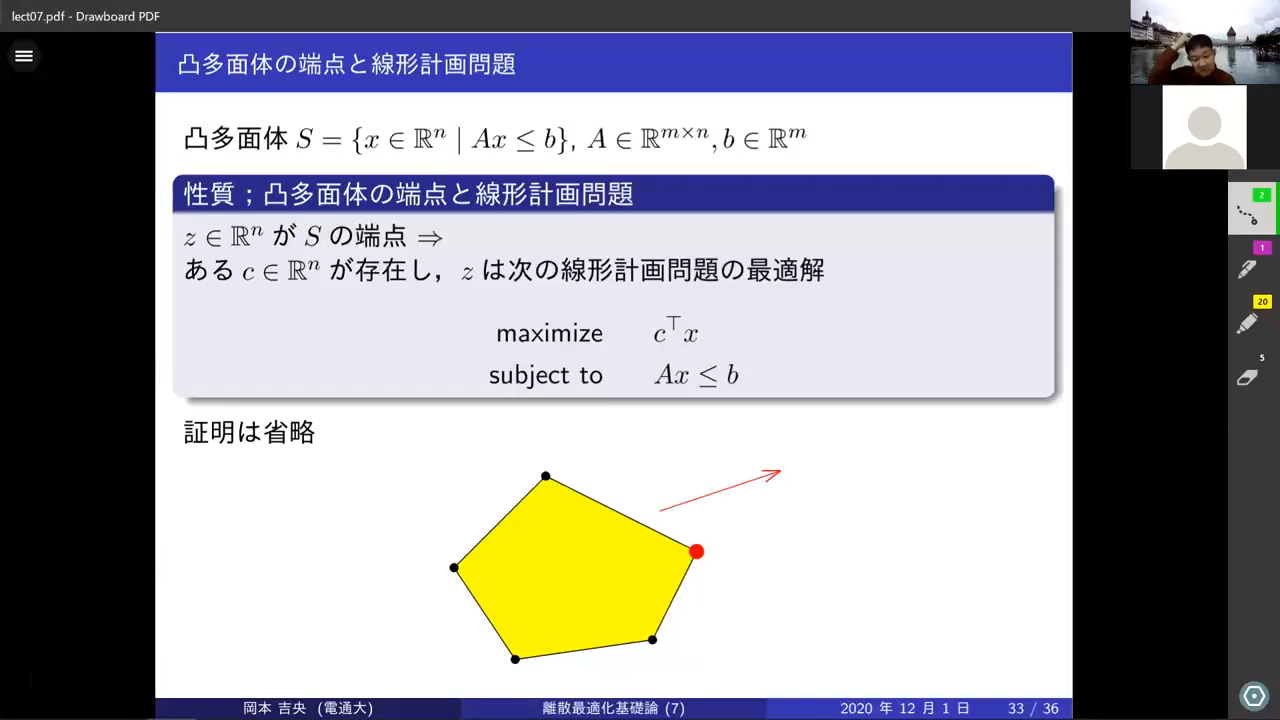 lect07.pdf - Drawboard PDF
凸多面体の端点と線形計画問題
凸多面体 S = {x ∈ ℝⁿ | Ax ≤ b}, A ∈ ℝᵐˣⁿ, b ∈ ℝᵐ
性質；凸多面体の端点と線形計画問題
z ∈ ℝⁿ が S の端点 ⇒
ある c ∈ ℝⁿ が存在し，z は次の線形計画問題の最適解
maximize c⊤x
subject to Ax ≤ b
証明は省略
2
1
20
5
岡本 吉央 (電通大) 離散最適化基礎論 (7) 2020 年 12 月 1 日 33 / 36